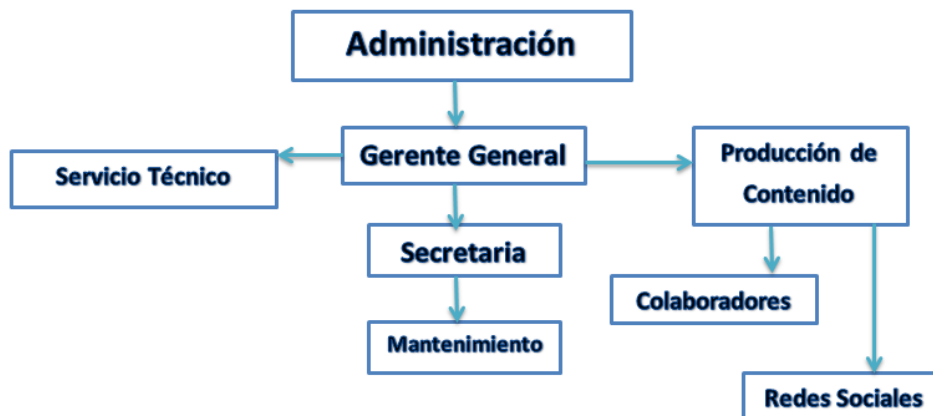 Administración
Gerente General
Servicio Técnico
Producción de
Contenido
Secretaria
Colaboradores
Mantenimiento
Redes Sociales